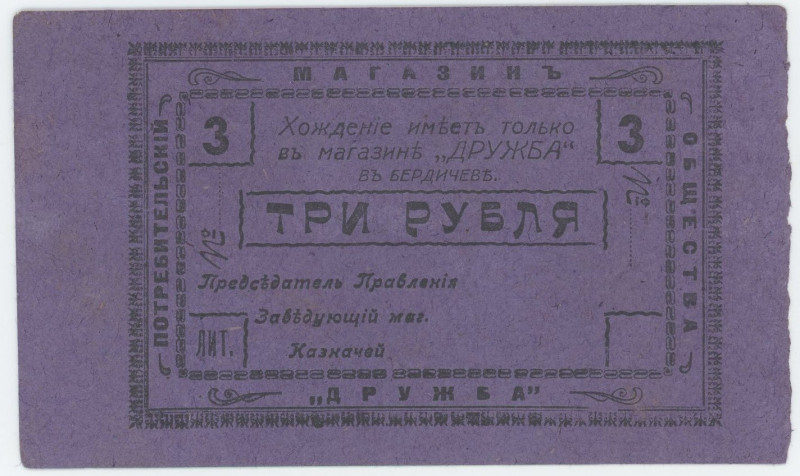 МАГАЗИНЪ
ПОТРЕБИТЕЛЬСКІЙ
ОБЩЕСТВА
3
3
Хожденіе имѣетъ только
въ магазинѣ „ДРУЖБА“
ВЪ БЕРДИЧЕВѢ.
№
№
ТРИ РУБЛЯ
Предсѣдатель Правленія
Завѣдующій маг.
Казначей
ЛИТ.
„ДРУЖБА“